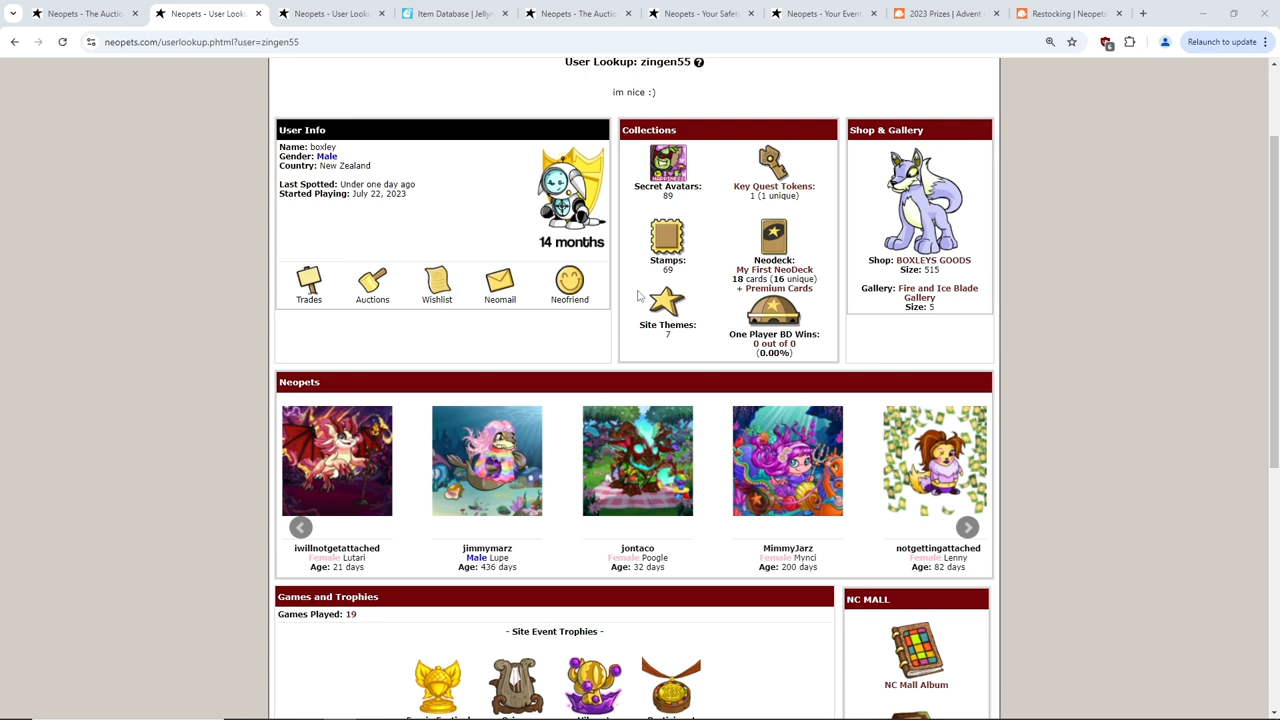 Neopets - The Auction
Neopets - User Look
Neopets - User Look
Item Database | Jelly
Neopets - The Auctio
Neopets - Your Safet
Neopets - Your Event
2023 Prizes | Advent
Restocking | Neopets
neopets.com/userlookup.phtml?user=zingen55
6
Relaunch to update
User Lookup: zingen55 ?
im nice :)
User Info
Name: boxley
Gender: Male
Country: New Zealand
Last Spotted: Under one day ago
Started Playing: July 22, 2023
14 months
Trades Auctions Wishlist Neomail Neofriend
Collections
Secret Avatars:
89
Key Quest Tokens:
1 (1 unique)
Stamps:
69
Neodeck:
My First NeoDeck
18 cards (16 unique)
+ Premium Cards
Site Themes:
7
One Player BD Wins:
0 out of 0
(0.00%)
Shop & Gallery
Shop: BOXLEYS GOODS
Size: 515
Gallery: Fire and Ice Blade
Gallery
Size: 5
Neopets
iwillnotgetattached
Female Lutari
Age: 21 days
jimmymarz
Male Lupe
Age: 436 days
jontaco
Female Poogle
Age: 32 days
MimmyJarz
Female Mynci
Age: 200 days
notgettingattached
Female Lenny
Age: 82 days
Games and Trophies
Games Played: 19
- Site Event Trophies -
NC MALL
NC Mall Album